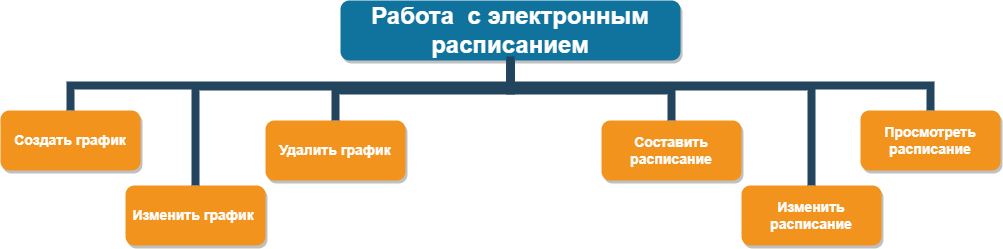 Работа с электронным
расписанием
Создать график
Изменить график
Удалить график
Составить
расписание
Изменить
расписание
Просмотреть
расписание